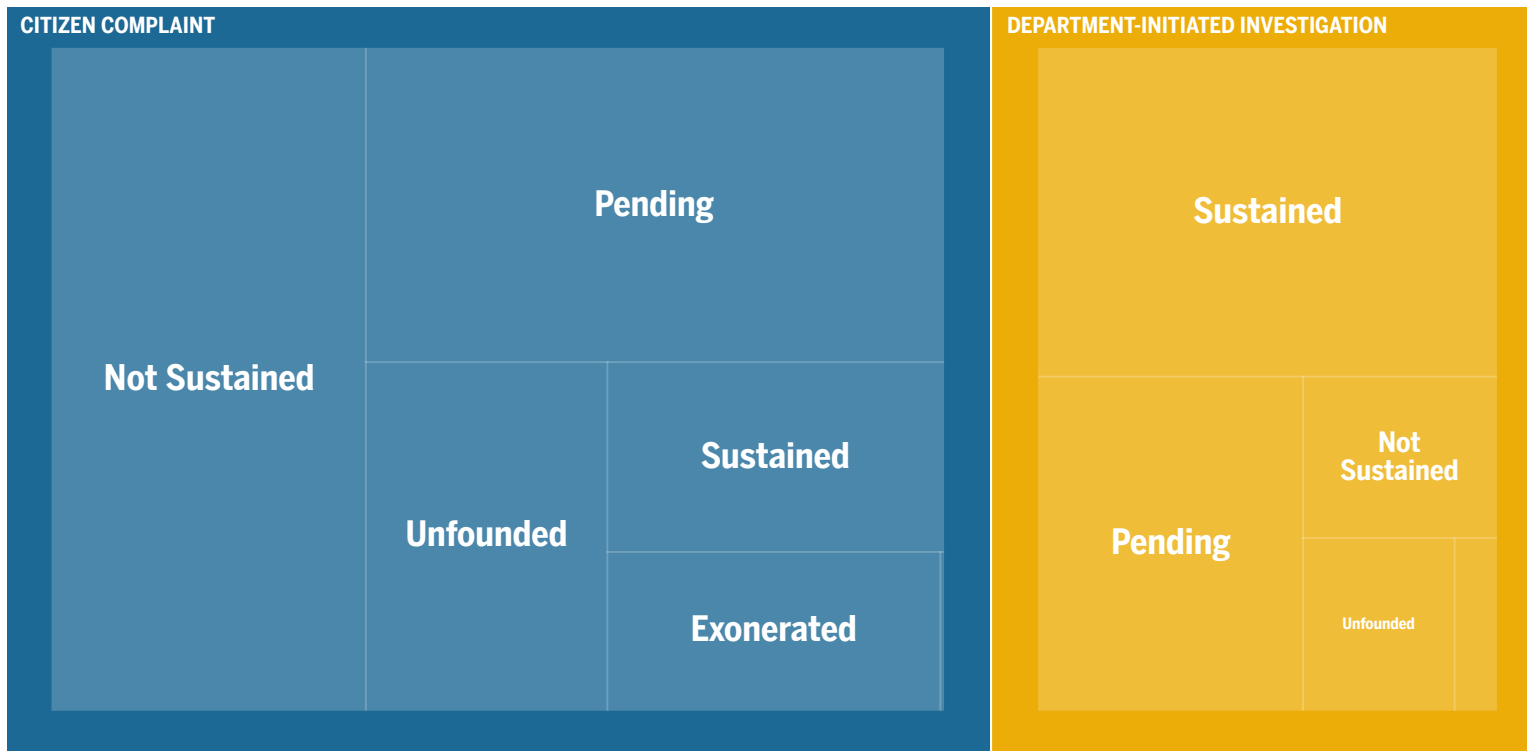 CITIZEN COMPLAINT
Not Sustained
Pending
Unfounded
Sustained
Exonerated
DEPARTMENT-INITIATED INVESTIGATION
Sustained
Pending
Not
Sustained
Unfounded